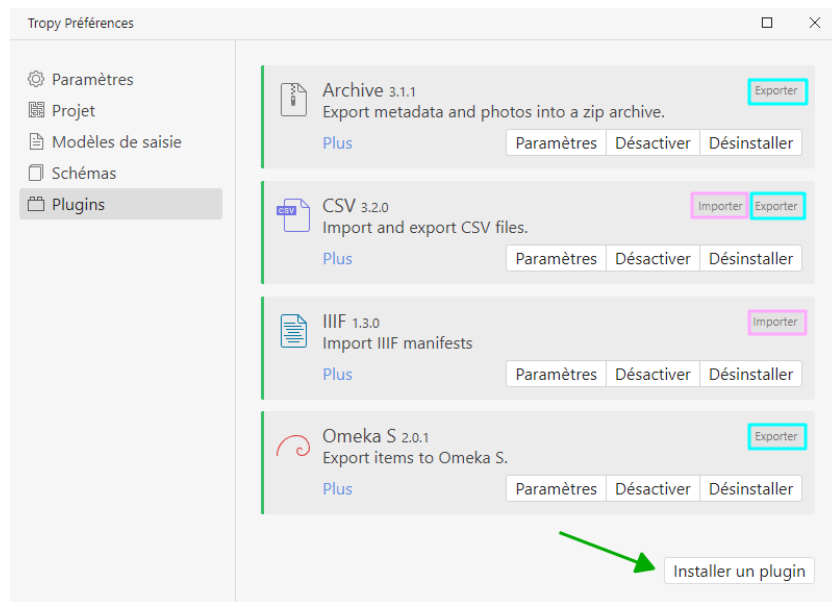 Tropy Préférences
Paramètres
Projet
Modèles de saisie
Schémas
Plugins
Archive 3.1.1
Exporter
Export metadata and photos into a zip archive.
Plus
Paramètres Désactiver Désinstaller
CSV
CSV 3.2.0
Importer Exporter
Import and export CSV files.
Plus
Paramètres Désactiver Désinstaller
IIIF 1.3.0
Importer
Import IIIF manifests
Plus
Paramètres Désactiver Désinstaller
Omeka S 2.0.1
Exporter
Export items to Omeka S.
Plus
Paramètres Désactiver Désinstaller
Installer un plugin